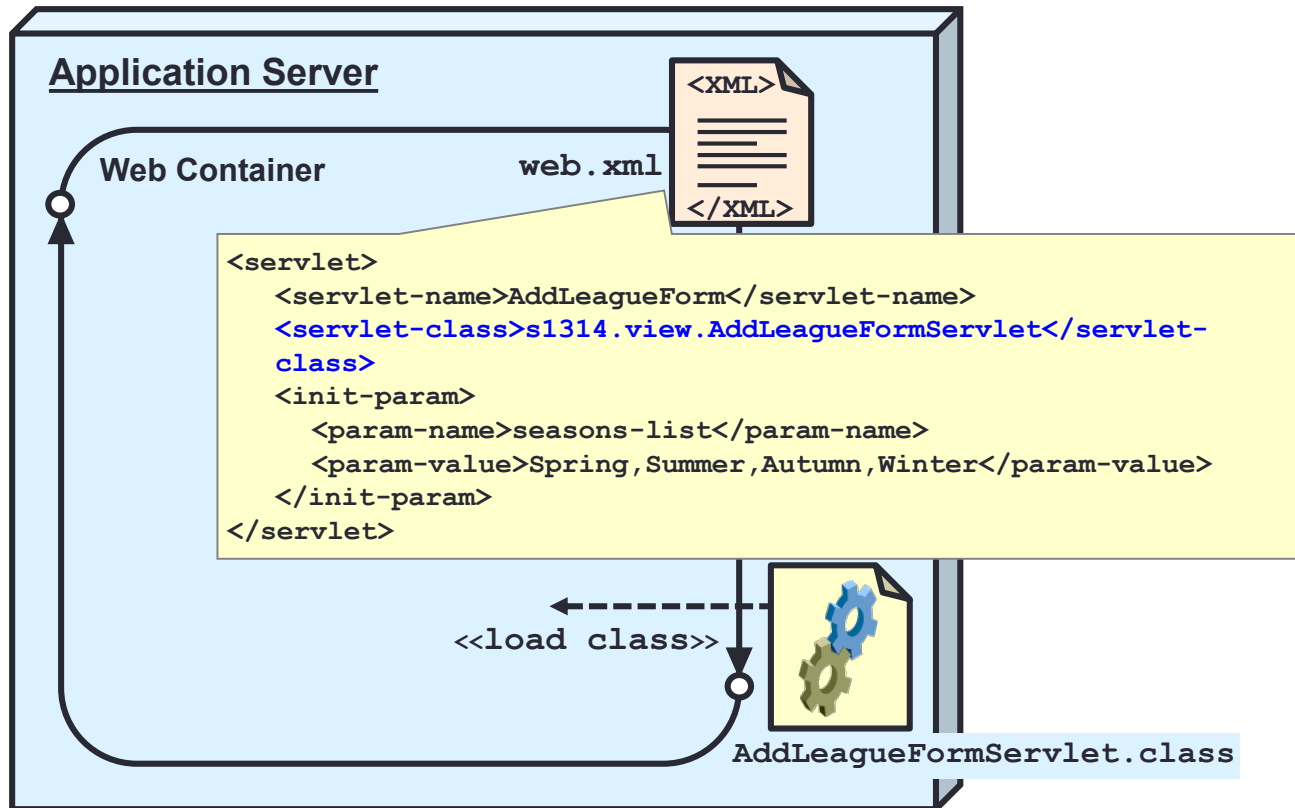 Application Server
<XML>
Web Container
web.xml
</XML>
<servlet>
<servlet-name>AddLeagueForm</servlet-name>
<servlet-class>s1314.view.AddLeagueFormServlet</servlet-
class>
<init-param>
<param-name>seasons-list</param-name>
<param-value>Spring,Summer,Autumn,Winter</param-value>
</init-param>
</servlet>
<<load class>>
AddLeagueFormServlet.class